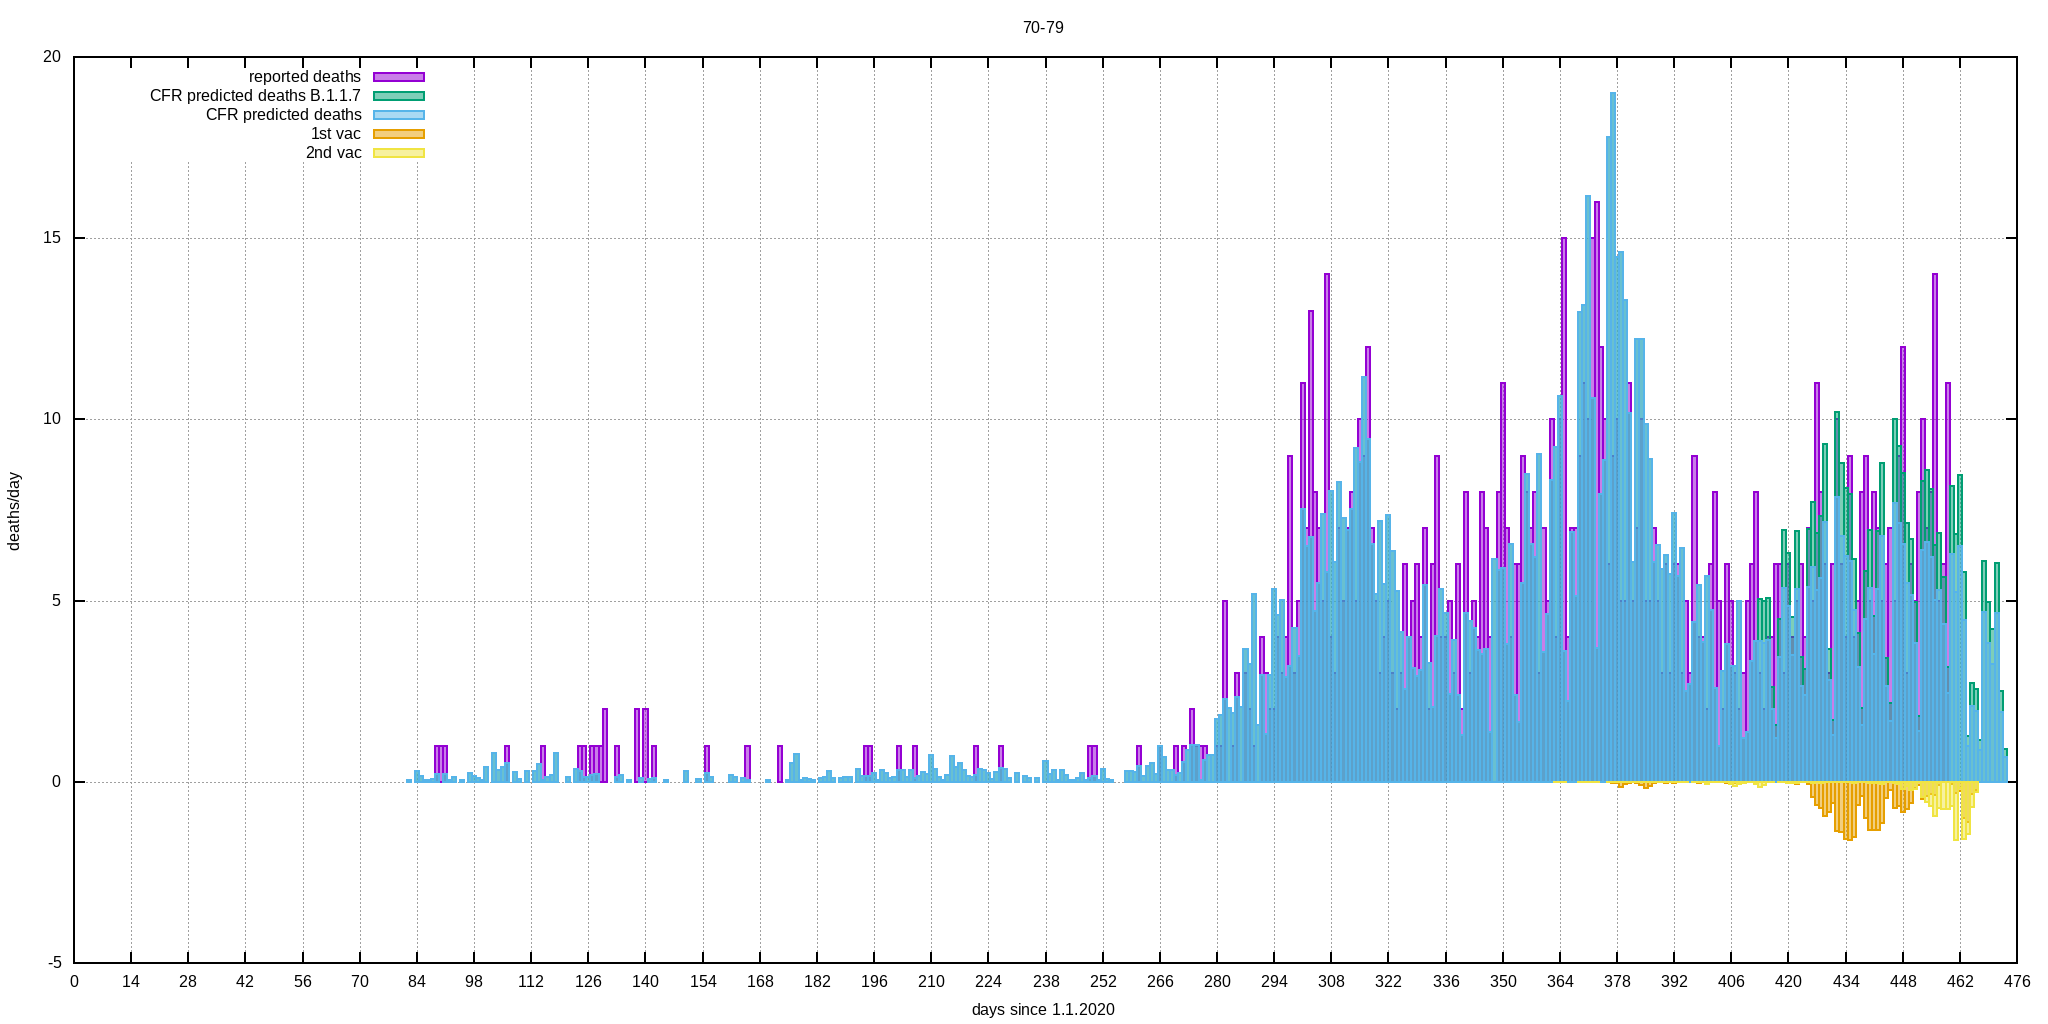 70-79
20
reported deaths
CFR predicted deaths B.1.1.7
CFR predicted deaths
1st vac
2nd vac
15
10
deaths/day
5
0
-5
0 14 28 42 56 70 84 98 112 126 140 154 168 182 196 210 224 238 252 266 280 294 308 322 336 350 364 378 392 406 420 434 448 462 476
days since 1.1.2020